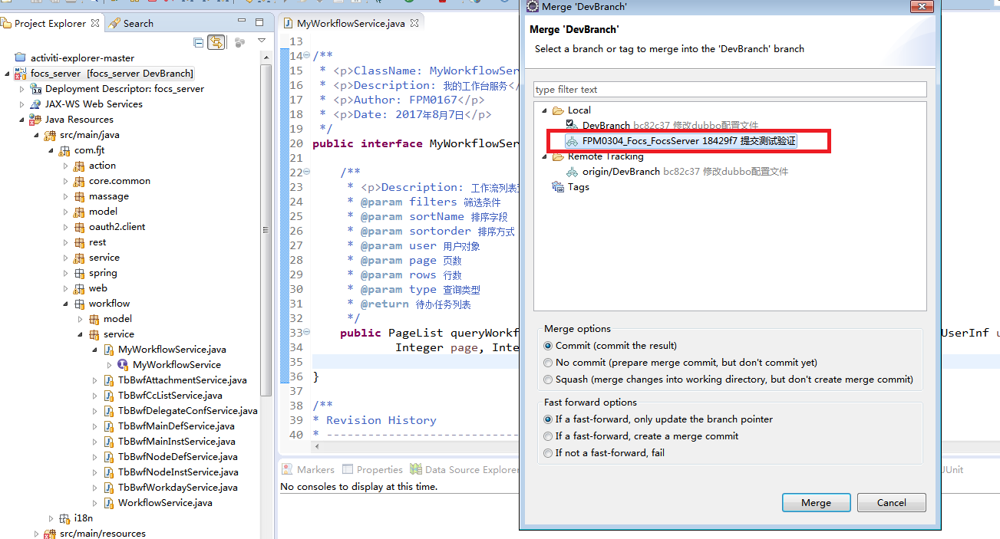 Project Explorer
Search
activiti-explorer-master
focs_server [focs_server DevBranch]
Deployment Descriptor: focs_server
JAX-WS Web Services
Java Resources
src/main/java
com.fjt
action
core.common
massage
model
oauth2.client
rest
service
spring
web
workflow
model
service
MyWorkflowService.java
MyWorkflowService
TbBwfAttachmentService.java
TbBwfCcListService.java
TbBwfDelegateConfService.java
TbBwfMainDefService.java
TbBwfMainInstService.java
TbBwfNodeDefService.java
TbBwfNodeInstService.java
TbBwfWorkdayService.java
WorkflowService.java
i18n
src/main/resources
MyWorkflowService.java
13
14 /**
15 * <p>ClassName: MyWorkflowSer
16 * <p>Description: 我的工作台服务</
17 * <p>Author: FPM0167</p>
18 * <p>Date: 2017年8月7日</p>
19 */
20 public interface MyWorkflowSer
21
22 /**
23 * <p>Description: 工作流列表
24 * @param filters 筛选条件
25 * @param sortName 排序字段
26 * @param sortorder 排序方式
27 * @param user 用户对象
28 * @param page 页数
29 * @param rows 行数
30 * @param type 查询类型
31 * @return 待办任务列表
32 */
33 public PageList queryWorkf UserInf u
34 Integer page, Inte
35
36 }
37
38 /**
39 * Revision History
40 * ----------------------------
Markers
Properties
Data Source Explorer
JUnit
No consoles to display at this time.
Merge 'DevBranch'
Merge 'DevBranch'
Select a branch or tag to merge into the 'DevBranch' branch
type filter text
Local
DevBranch bc82c37 修改dubbo配置文件
FPM0304_Focs_FocsServer 18429f7 提交测试验证
Remote Tracking
origin/DevBranch bc82c37 修改dubbo配置文件
Tags
Merge options
Commit (commit the result)
No commit (prepare merge commit, but don't commit yet)
Squash (merge changes into working directory, but don't create merge commit)
Fast forward options
If a fast-forward, only update the branch pointer
If a fast-forward, create a merge commit
If not a fast-forward, fail
Merge
Cancel